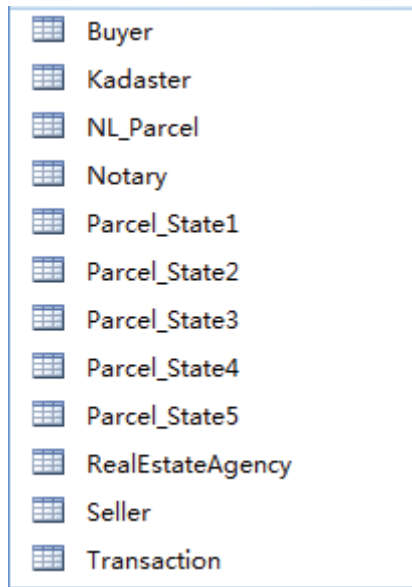 Buyer
Kadaster
NL_Parcel
Notary
Parcel_State1
Parcel_State2
Parcel_State3
Parcel_State4
Parcel_State5
RealEstateAgency
Seller
Transaction